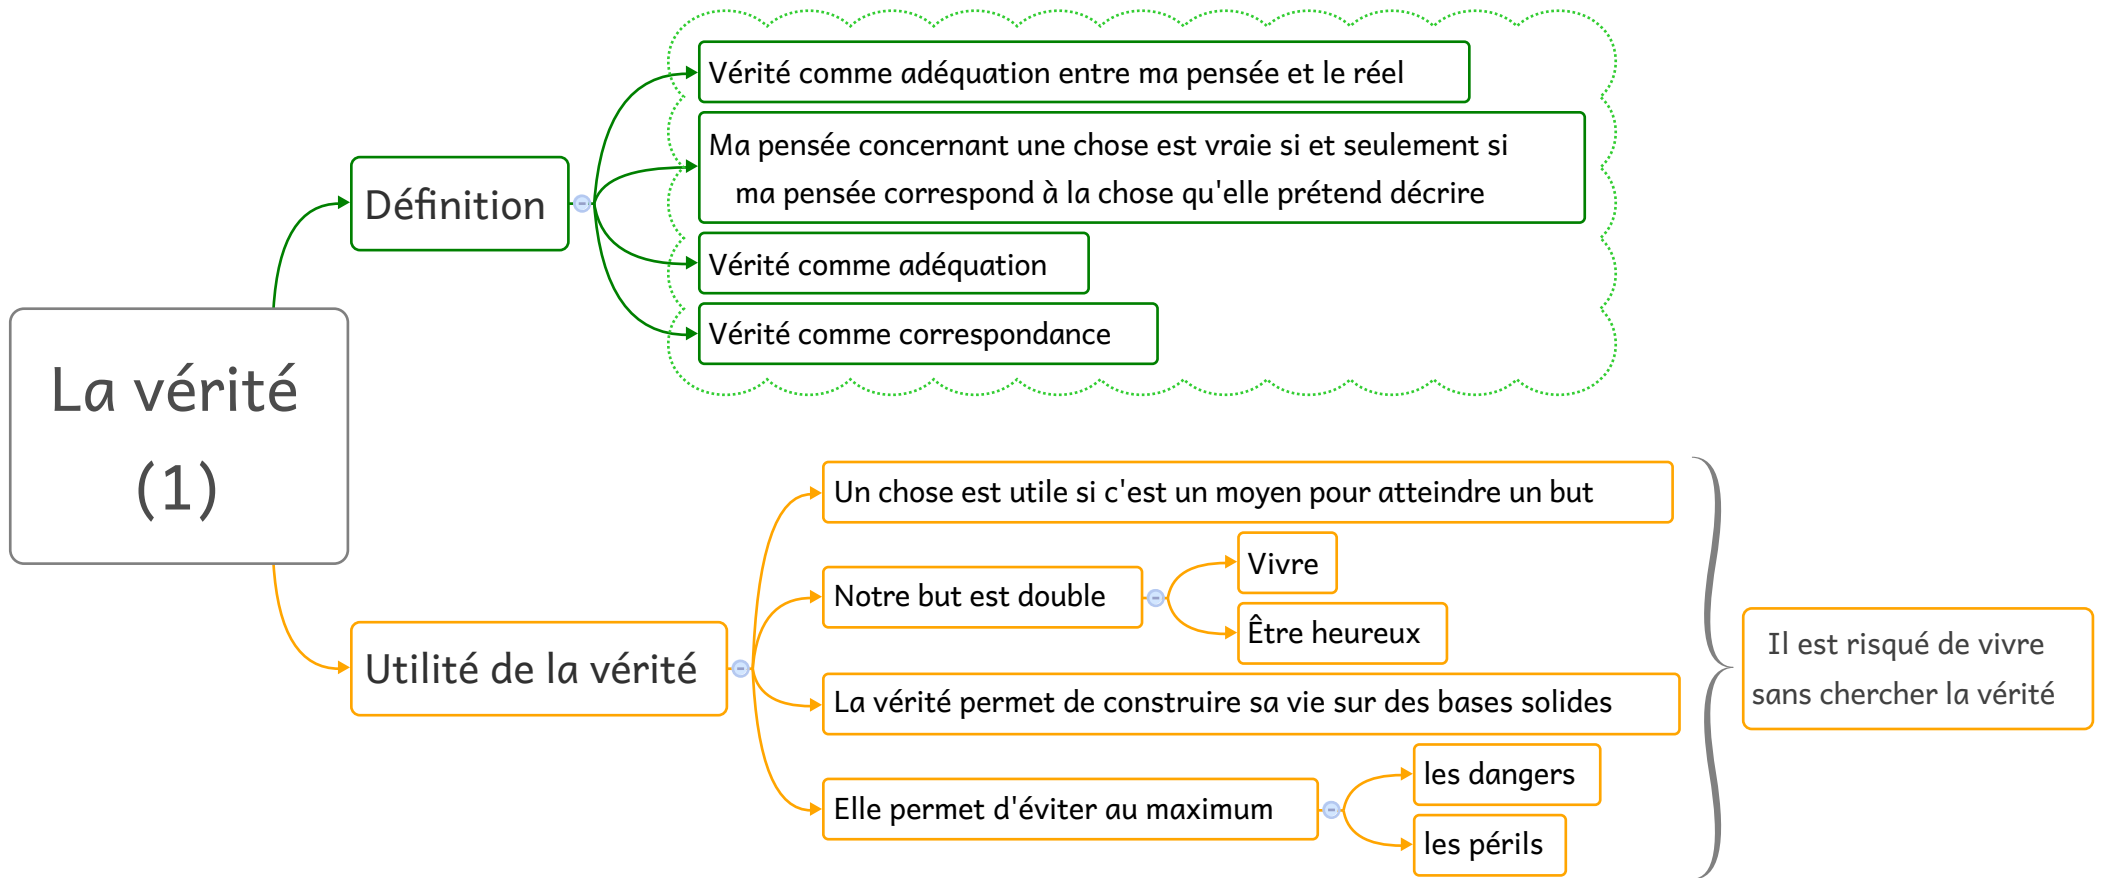 La vérité
(1)
Définition
Vérité comme adéquation entre ma pensée et le réel
Ma pensée concernant une chose est vraie si et seulement si
ma pensée correspond à la chose qu'elle prétend décrire
Vérité comme adéquation
Vérité comme correspondance
Utilité de la vérité
Un chose est utile si c'est un moyen pour atteindre un but
Notre but est double
Vivre
Être heureux
La vérité permet de construire sa vie sur des bases solides
Elle permet d'éviter au maximum
les dangers
les périls
Il est risqué de vivre
sans chercher la vérité